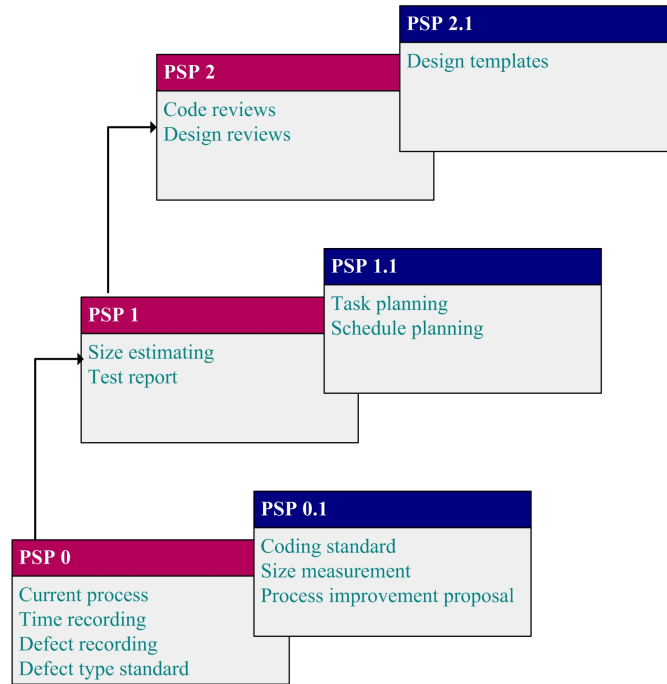 PSP 2.1
Design templates
PSP 2
Code reviews
Design reviews
PSP 1.1
Task planning
Schedule planning
PSP 1
Size estimating
Test report
PSP 0.1
Coding standard
Size measurement
Process improvement proposal
PSP 0
Current process
Time recording
Defect recording
Defect type standard